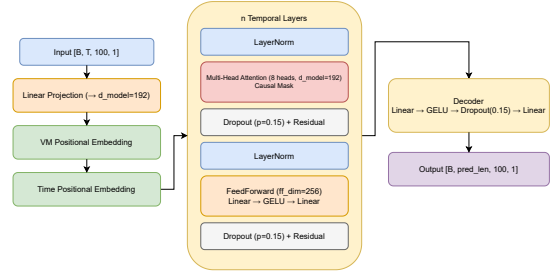 Input [B, T, 100, 1]
Linear Projection (→ d_model=192)
VM Positional Embedding
Time Positional Embedding
n Temporal Layers
LayerNorm
Multi-Head Attention (8 heads, d_model=192)
Causal Mask
Dropout (p=0.15) + Residual
LayerNorm
FeedForward (ff_dim=256)
Linear → GELU → Linear
Dropout (p=0.15) + Residual
Decoder
Linear → GELU → Dropout(0.15) → Linear
Output [B, pred_len, 100, 1]